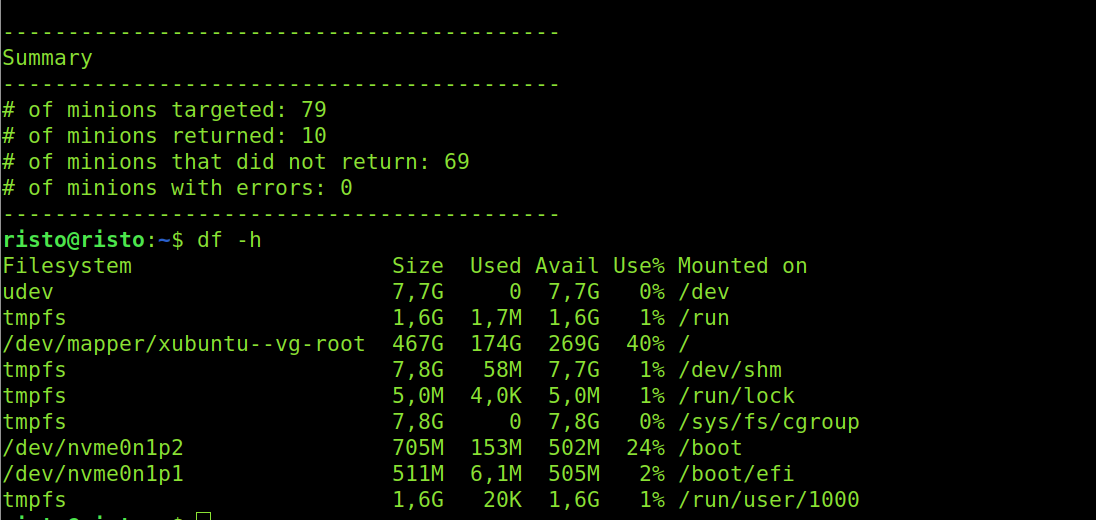 -------------------------------------------
Summary
-------------------------------------------
# of minions targeted: 79
# of minions returned: 10
# of minions that did not return: 69
# of minions with errors: 0
-------------------------------------------
risto@risto:~$ df -h
Filesystem                    Size  Used Avail Use% Mounted on
udev                          7,7G     0  7,7G   0% /dev
tmpfs                         1,6G  1,7M  1,6G   1% /run
/dev/mapper/xubuntu--vg-root  467G  174G  269G  40% /
tmpfs                         7,8G   58M  7,7G   1% /dev/shm
tmpfs                         5,0M  4,0K  5,0M   1% /run/lock
tmpfs                         7,8G     0  7,8G   0% /sys/fs/cgroup
/dev/nvme0n1p2                705M  153M  502M  24% /boot
/dev/nvme0n1p1                511M  6,1M  505M   2% /boot/efi
tmpfs                         1,6G   20K  1,6G   1% /run/user/1000